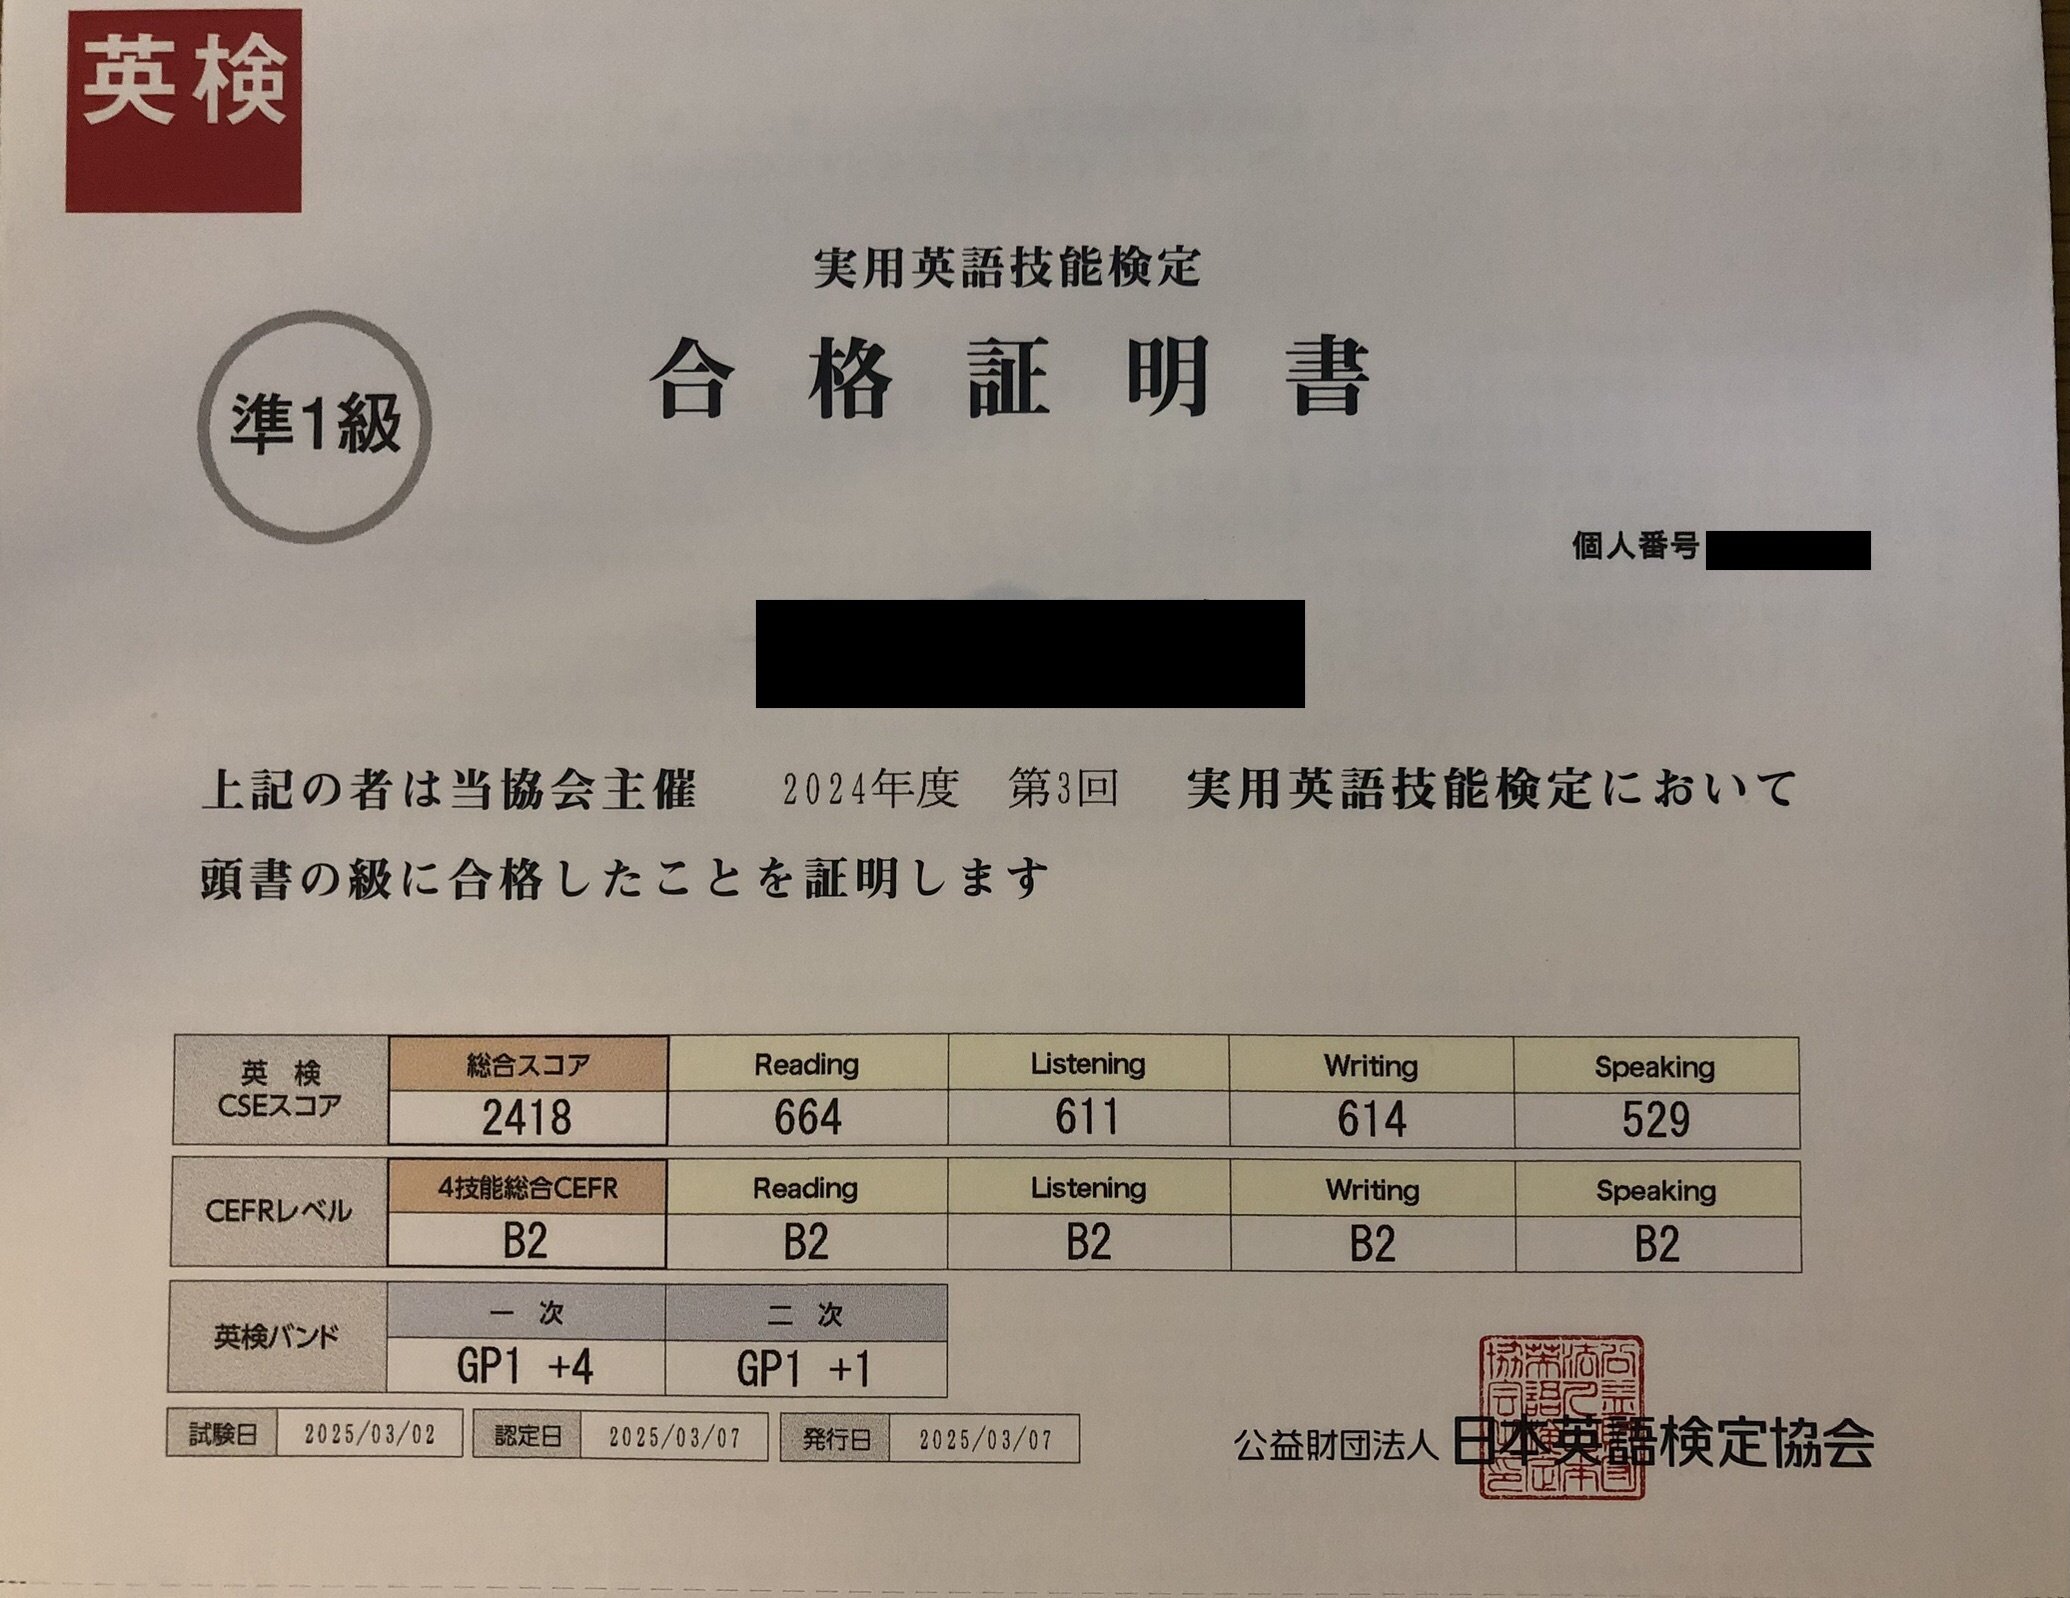 英検
実用英語技能検定
合格証明書
準1級
個人番号
上記の者は当協会主催 2024年度 第3回 実用英語技能検定において
頭書の級に合格したことを証明します
英検CSEスコア 総合スコア Reading Listening Writing Speaking
2418 664 611 614 529
CEFRレベル 4技能総合CEFR Reading Listening Writing Speaking
B2 B2 B2 B2 B2
英検バンド 一次 二次
GP1 +4 GP1 +1
試験日 2025/03/02 認定日 2025/03/07 発行日 2025/03/07
公益財団法人 日本英語検定協会